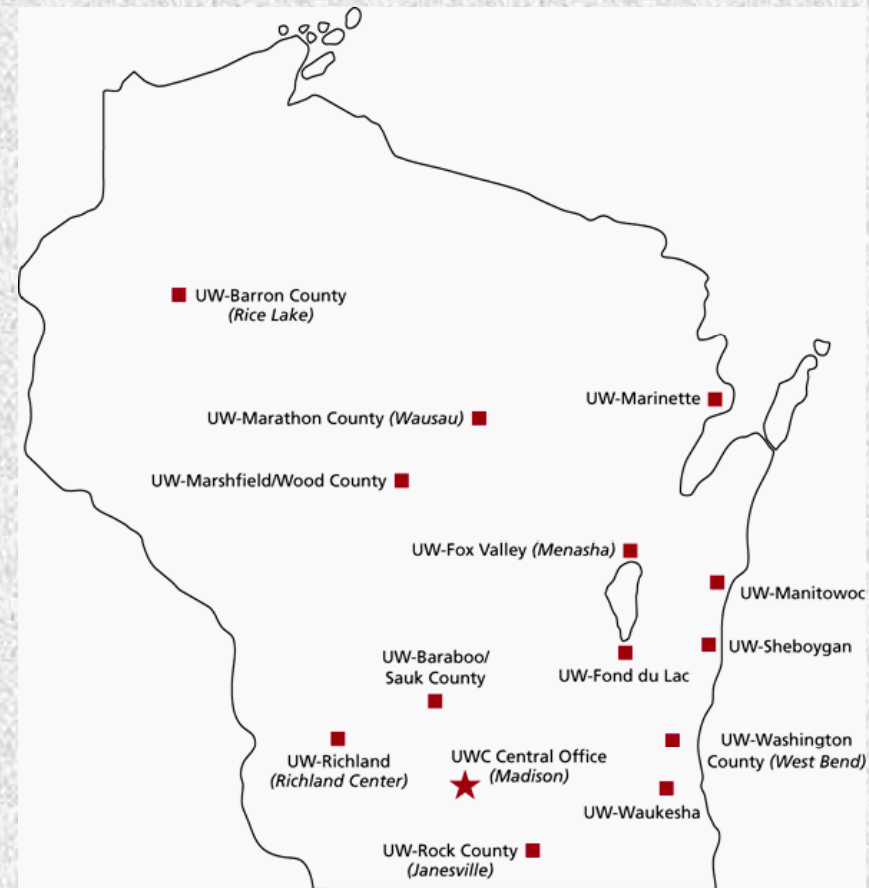 UW-Barron County
(Rice Lake)
UW-Marinette
UW-Marathon County (Wausau)
UW-Marshfield/Wood County
UW-Fox Valley (Menasha)
UW-Manitowoc
UW-Sheboygan
UW-Baraboo/
Sauk County
UW-Fond du Lac
UW-Washington
County (West Bend)
UW-Richland
(Richland Center)
UWC Central Office
(Madison)
UW-Waukesha
UW-Rock County
(Janesville)